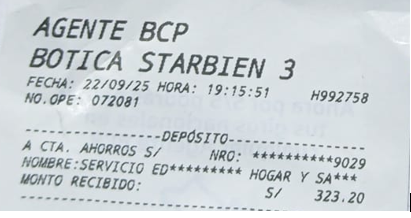 AGENTE BCP
BOTICA STARBIEN 3
FECHA: 22/09/25 HORA: 19:15:51 H992758
NO.OPE: 072081
--------------------DEPÓSITO--------------------
A CTA. AHORROS S/ NRO: **********9029
NOMBRE:SERVICIO ED********* HOGAR Y SA***
MONTO RECIBIDO: S/ 323.20